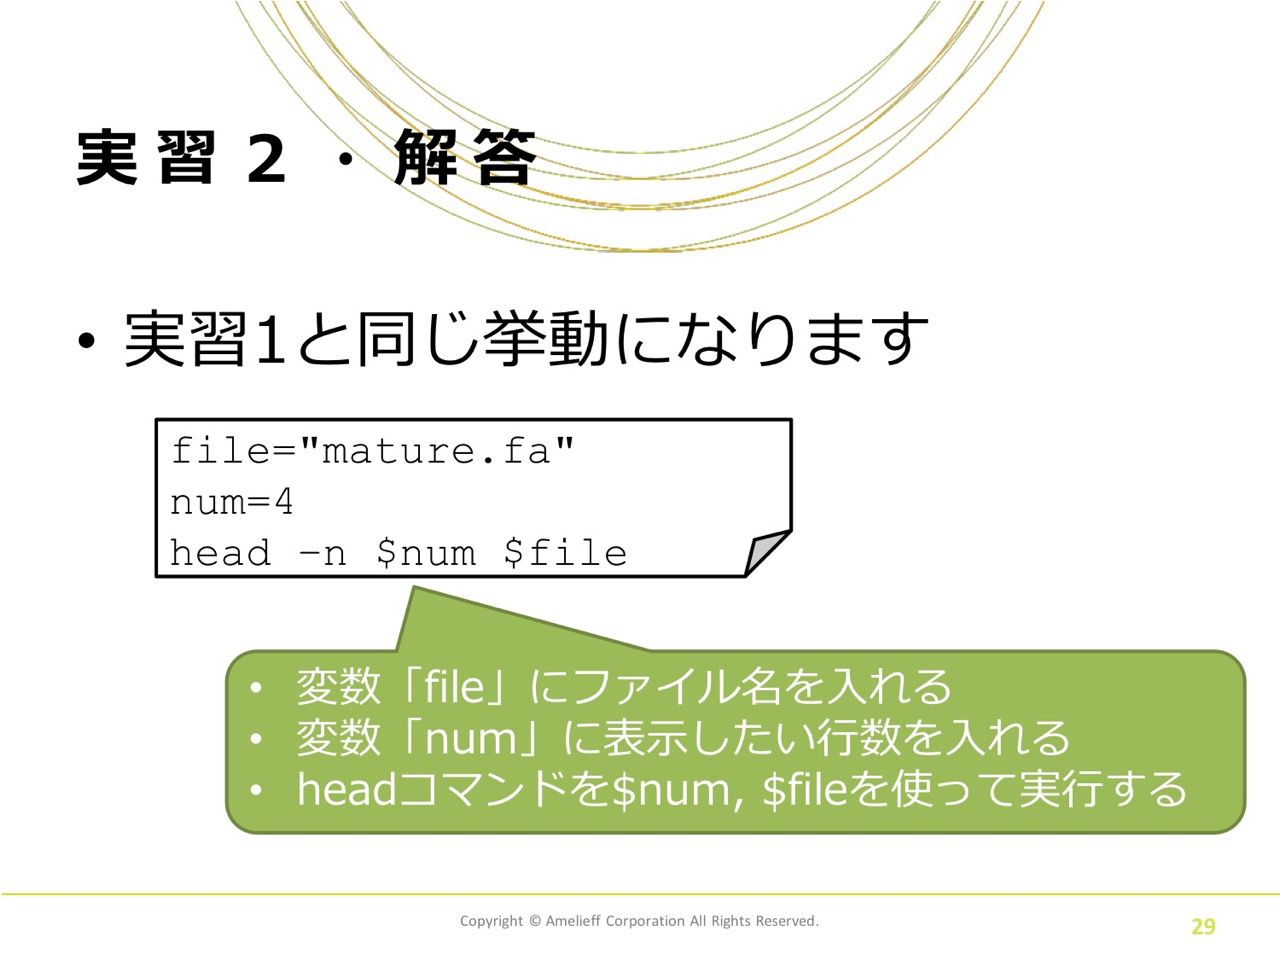 実習２・解答
• 実習1と同じ挙動になります
file="mature.fa"
num=4
head –n $num $file
• 変数「file」にファイル名を入れる
• 変数「num」に表示したい行数を入れる
• headコマンドを$num, $fileを使って実行する
Copyright © Amelieff Corporation All Rights Reserved.
29